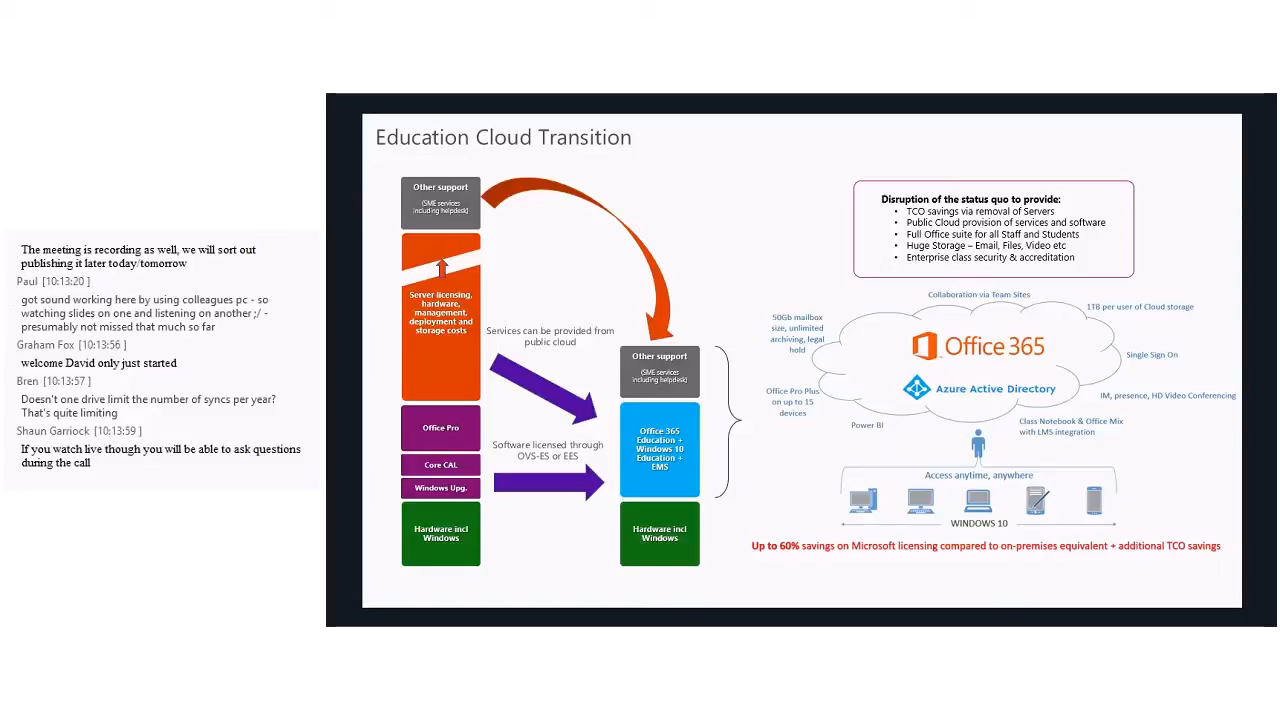 The meeting is recording as well, we will sort out
publishing it later today/tomorrow
Paul [10:13:20 ]
got sound working here by using colleagues pc - so
watching slides on one and listening on another ;/ -
presumably not missed that much so far
Graham Fox [10:13:56 ]
welcome David only just started
Bren [10:13:57 ]
Doesn't one drive limit the number of syncs per year?
That's quite limiting
Shaun Garriock [10:13:59 ]
If you watch live though you will be able to ask questions
during the call
Education Cloud Transition
Other support
(SME services
including helpdesk)
Server licensing,
hardware,
management,
deployment and
storage costs
Office Pro
Core CAL
Windows Upg.
Hardware incl
Windows
Services can be provided from
public cloud
Software licensed through
OVS-ES or EES
Other support
(SME services
including helpdesk)
Office 365
Education +
Windows 10
Education +
EMS
Hardware incl
Windows
Disruption of the status quo to provide:
• TCO savings via removal of Servers
• Public Cloud provision of services and software
• Full Office suite for all Staff and Students
• Huge Storage – Email, Files, Video etc
• Enterprise class security & accreditation
Collaboration via Team Sites
1TB per user of Cloud storage
50Gb mailbox
size, unlimited
archiving, legal
hold
Office 365
Single Sign On
Azure Active Directory
Office Pro Plus
on up to 15
devices
IM, presence, HD Video Conferencing
Power BI
Class Notebook & Office Mix
with LMS integration
Access anytime, anywhere
WINDOWS 10
Up to 60% savings on Microsoft licensing compared to on-premises equivalent + additional TCO savings